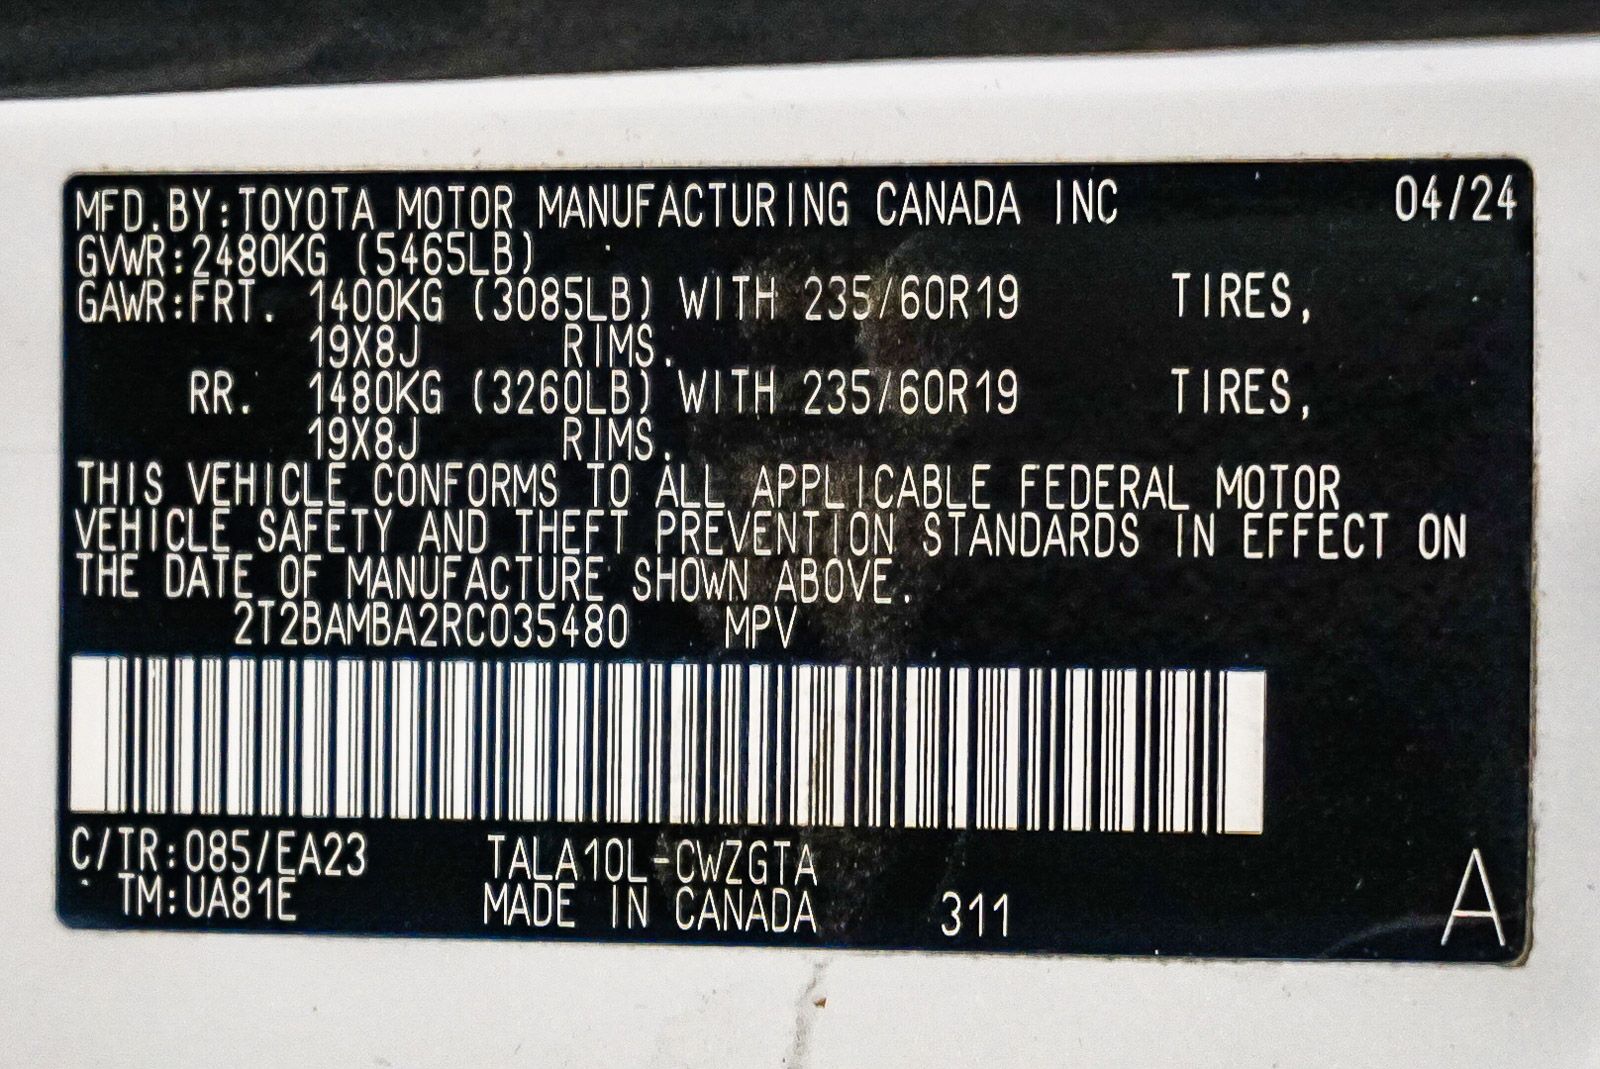 MFD.BY:TOYOTA MOTOR MANUFACTURING CANADA INC 04/24
GVWR:2480KG (5465LB)
GAWR:FRT. 1400KG (3085LB) WITH 235/60R19 TIRES,
19X8J RIMS.
RR. 1480KG (3260LB) WITH 235/60R19 TIRES,
19X8J RIMS.
THIS VEHICLE CONFORMS TO ALL APPLICABLE FEDERAL MOTOR
VEHICLE SAFETY AND THEFT PREVENTION STANDARDS IN EFFECT ON
THE DATE OF MANUFACTURE SHOWN ABOVE.
2T2BAMBA2RC035480 MPV
C/TR:085/EA23 TALA10L-CWZGTA
TM:UA81E MADE IN CANADA 311 A